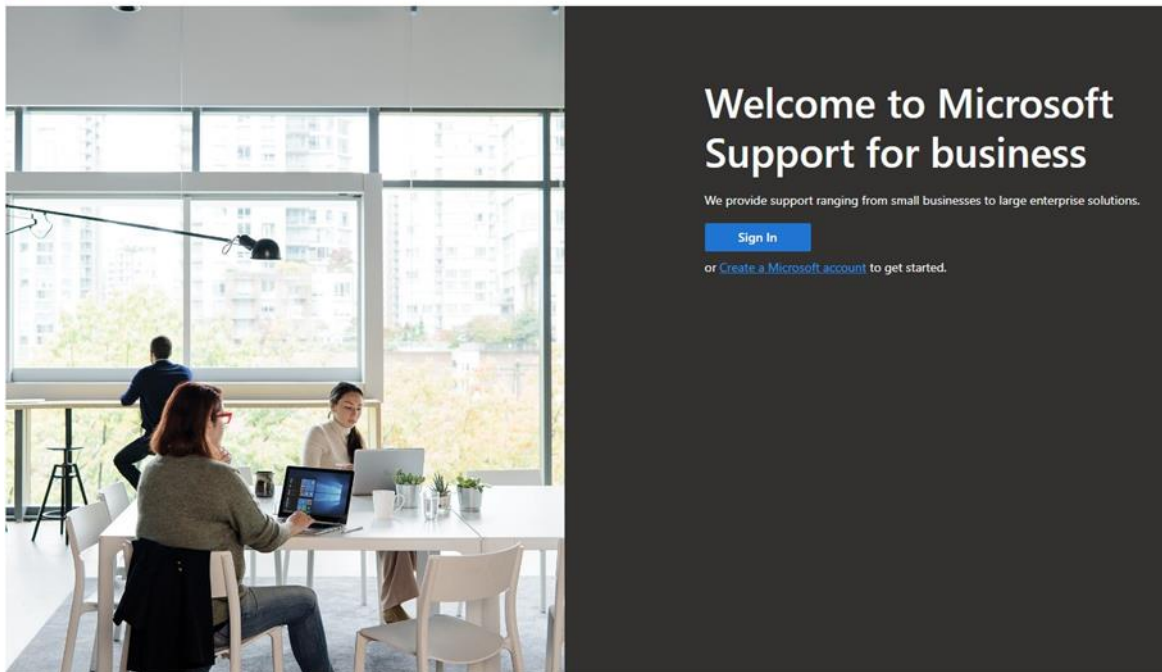 Welcome to Microsoft
Support for business
We provide support ranging from small businesses to large enterprise solutions.
Sign In
or Create a Microsoft account to get started.